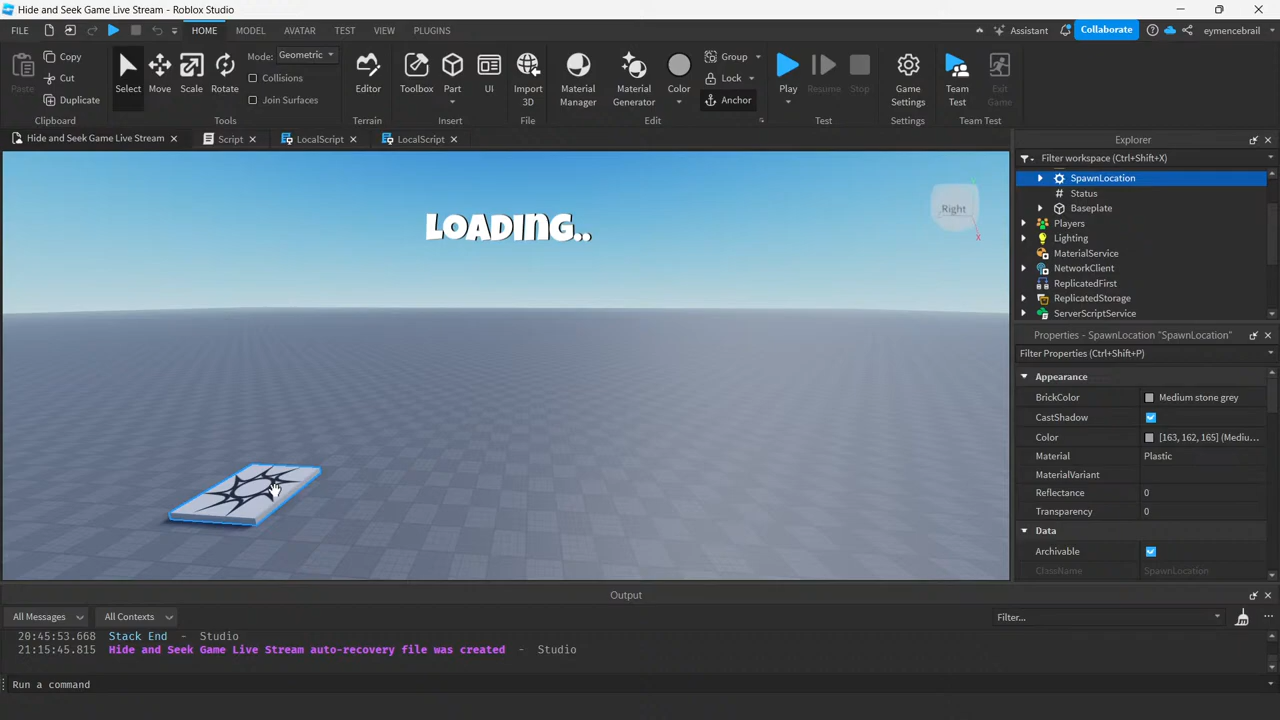 Hide and Seek Game Live Stream - Roblox Studio
FILE HOME MODEL AVATAR TEST VIEW PLUGINS Assistant Collaborate eymencebrail
Paste Copy Cut Duplicate Clipboard
Select Move Scale Rotate Mode: Geometric Collisions Join Surfaces Tools
Editor Terrain
Toolbox Part UI Insert
Import 3D File
Material Manager Material Generator Color Group Lock Anchor Edit
Play Resume Stop Test
Game Settings Settings
Team Test Exit Game Team Test
Hide and Seek Game Live Stream Script LocalScript LocalScript
LOADING..
Right
X
Explorer
Filter workspace (Ctrl+Shift+X)
SpawnLocation
Status
Baseplate
Players
Lighting
MaterialService
NetworkClient
ReplicatedFirst
ReplicatedStorage
ServerScriptService
Properties - SpawnLocation "SpawnLocation"
Filter Properties (Ctrl+Shift+P)
Appearance
BrickColor Medium stone grey
CastShadow
Color [163, 162, 165] (Mediu...
Material Plastic
MaterialVariant
Reflectance 0
Transparency 0
Data
Archivable
ClassName SpawnLocation
Output
All Messages All Contexts Filter...
20:45:53.668 Stack End - Studio
21:15:45.815 Hide and Seek Game Live Stream auto-recovery file was created - Studio
Run a command